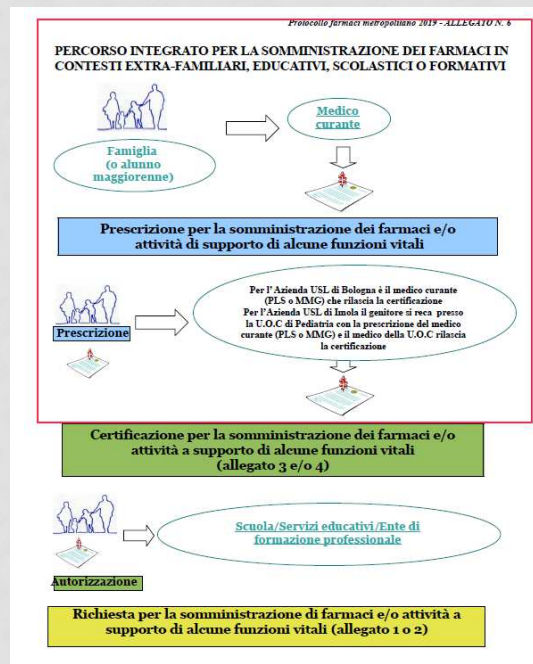 Protocollo farmaci metropolitano 2019 - ALLEGATO N. 6
PERCORSO INTEGRATO PER LA SOMMINISTRAZIONE DEI FARMACI IN
CONTESTI EXTRA-FAMILIARI, EDUCATIVI, SCOLASTICI O FORMATIVI
Medico
curante
Famiglia
(o alunno
maggiorenne)
Prescrizione per la somministrazione dei farmaci e/o
attività di supporto di alcune funzioni vitali
Per l' Azienda USL di Bologna è il medico curante
(PLS o MMG) che rilascia la certificazione
Per l'Azienda USL di Imola il genitore si reca presso
la U.O.C di Pediatria con la prescrizione del medico
curante (PLS o MMG) e il medico della U.O.C rilascia
la certificazione
Prescrizione
Certificazione per la somministrazione dei farmaci e/o
attività a supporto di alcune funzioni vitali
(allegato 3 e/o 4)
Scuola/Servizi educativi/Ente di
formazione professionale
Autorizzazione
Richiesta per la somministrazione di farmaci e/o attività a
supporto di alcune funzioni vitali (allegato 1 o 2)